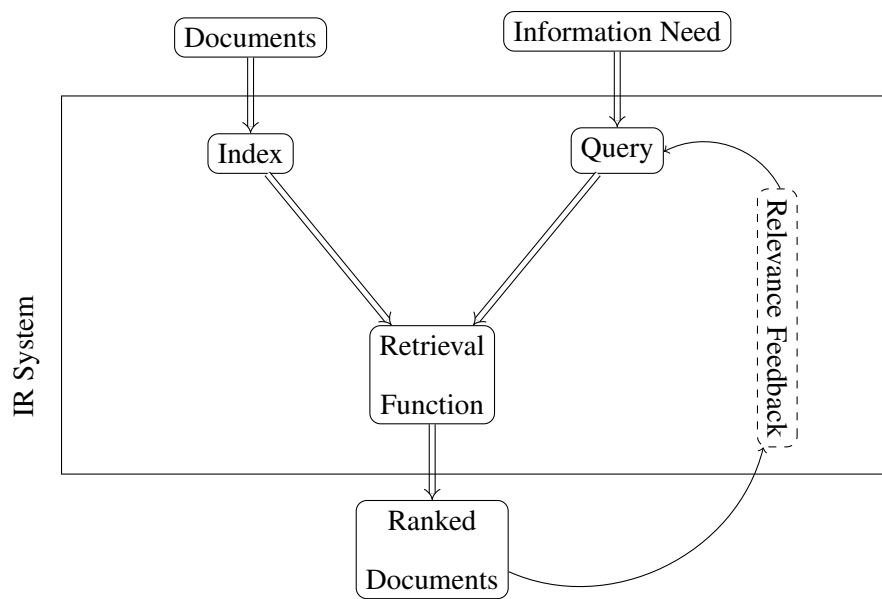 Documents
Information Need
Index
Query
Relevance Feedback
IR System
Retrieval
Function
Ranked
Documents